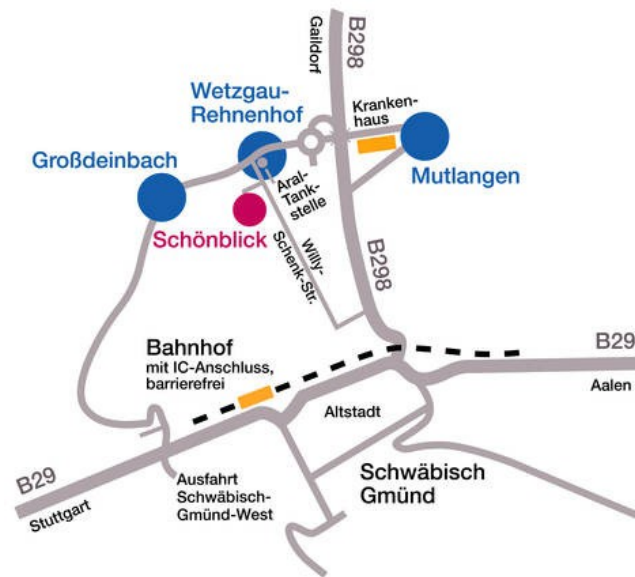 B298
Gaildorf
Wetzgau-
Rehnenhof
Kranken-
haus
Großdeinbach
Mutlangen
Aral-
Tank-
stelle
Schönblick
Willy-
Schenk-Str.
B298
Bahnhof
mit IC-Anschluss,
barrierefrei
B29
Aalen
Altstadt
Schwäbisch
Gmünd
B29
Stuttgart
Ausfahrt
Schwäbisch-
Gmünd-West